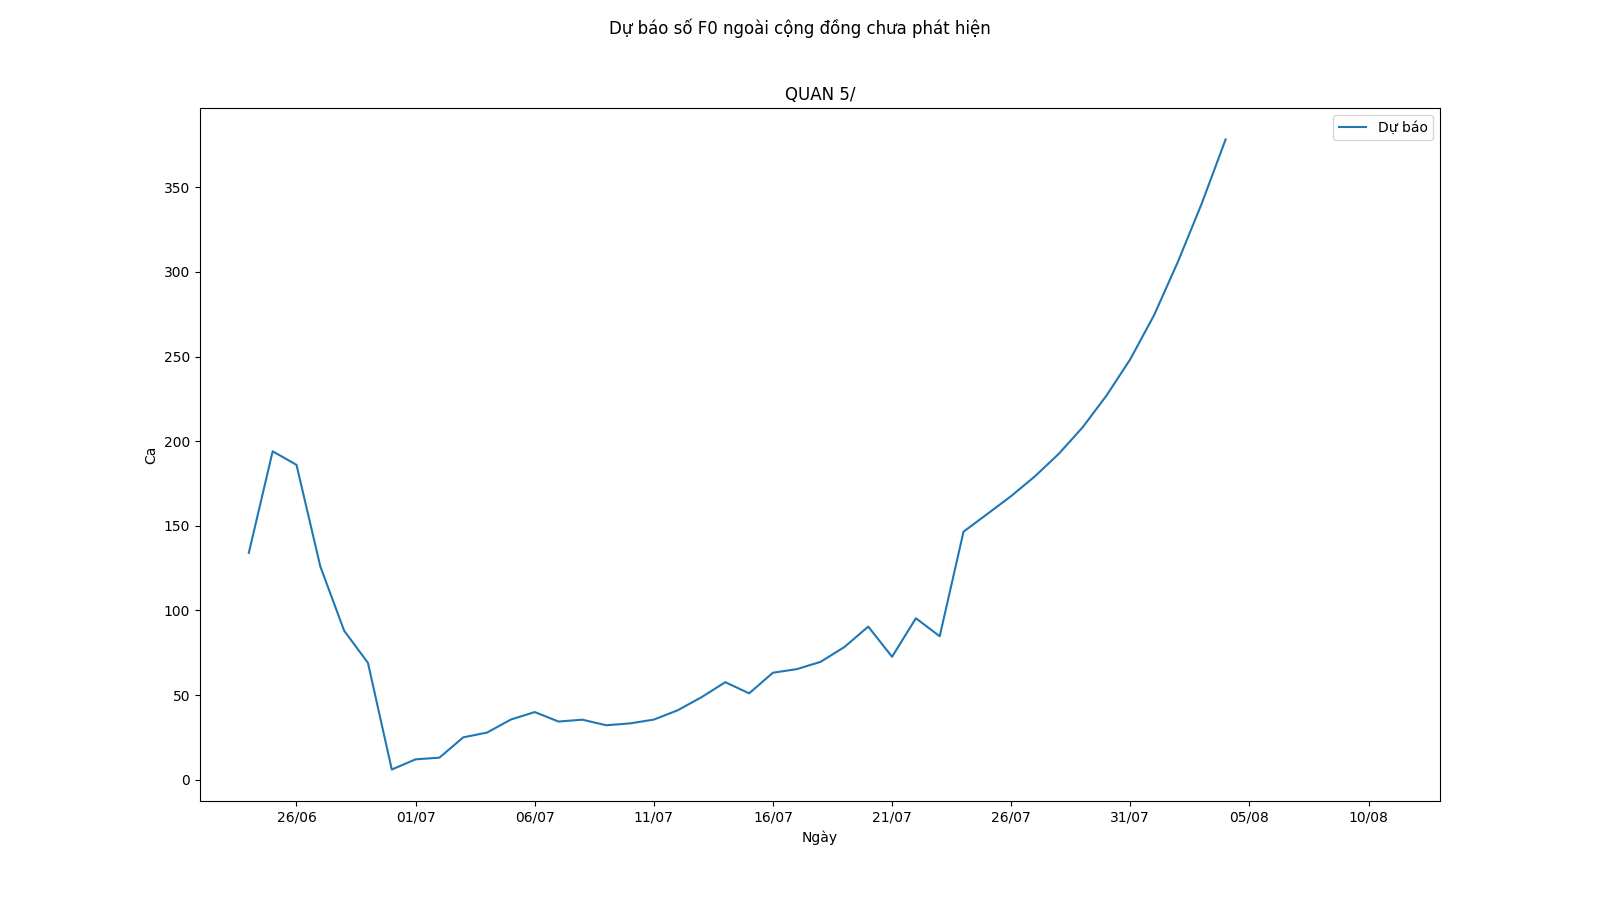 Dự báo số F0 ngoài cộng đồng chưa phát hiện
QUAN 5/
Dự báo
350
300
250
200
150
100
50
0
Ca
26/06 01/07 06/07 11/07 16/07 21/07 26/07 31/07 05/08 10/08
Ngày